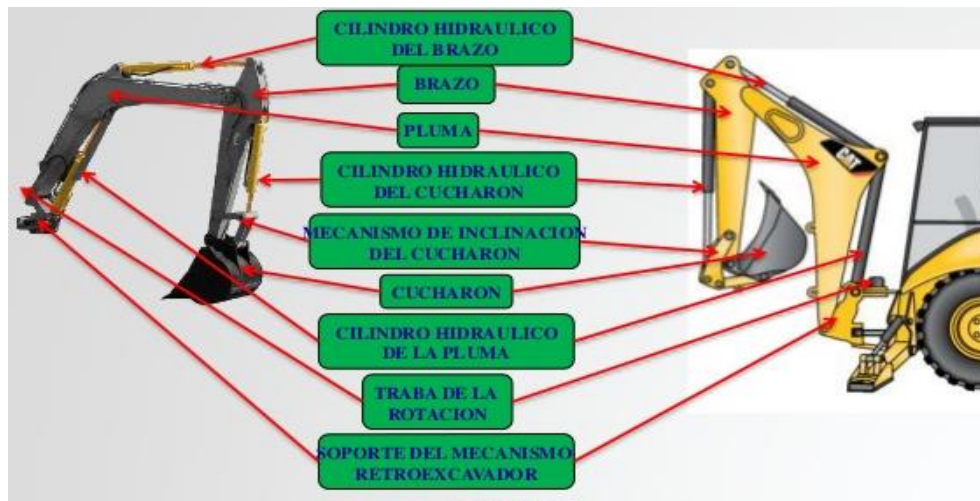 CILINDRO HIDRAULICO
DEL BRAZO
BRAZO
PLUMA
CILINDRO HIDRAULICO
DEL CUCHARON
MECANISMO DE INCLINACION
DEL CUCHARON
CUCHARON
CILINDRO HIDRAULICO
DE LA PLUMA
TRABA DE LA
ROTACION
SOPORTE DEL MECANISMO
RETROEXCAVADOR
CAT